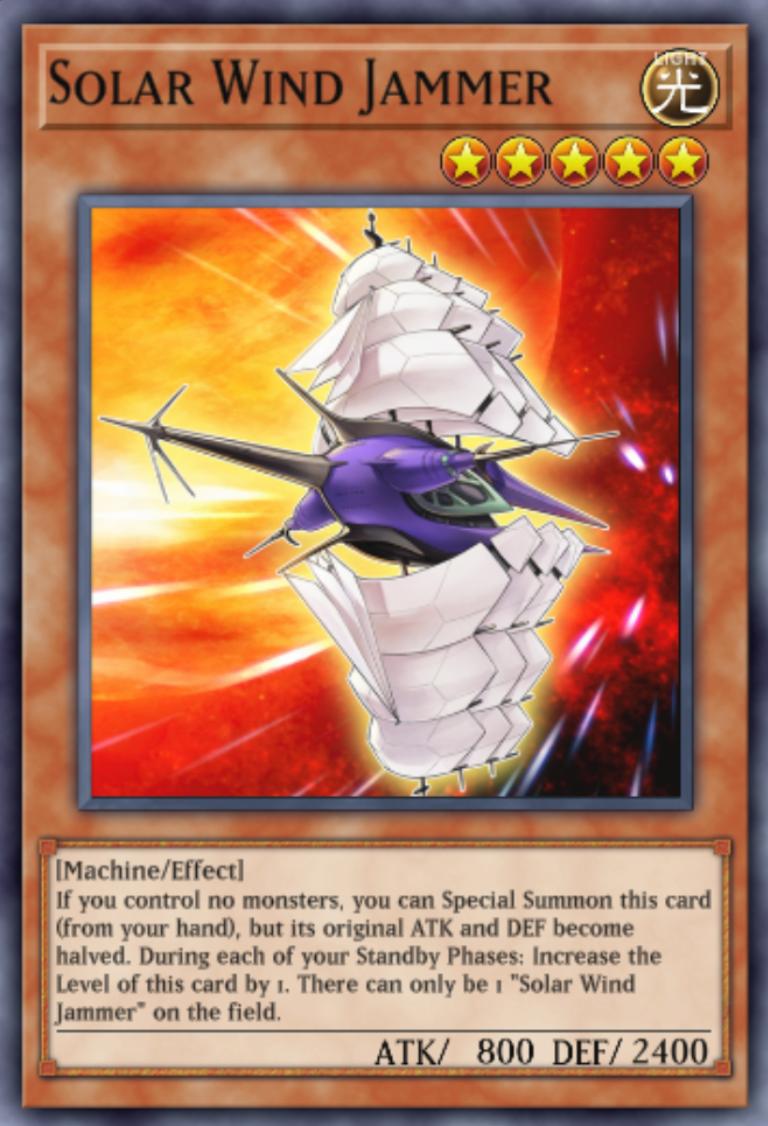 SOLAR WIND JAMMER
LIGHT
光
[Machine/Effect]
If you control no monsters, you can Special Summon this card
(from your hand), but its original ATK and DEF become
halved. During each of your Standby Phases: Increase the
Level of this card by 1. There can only be 1 "Solar Wind
Jammer" on the field.
ATK/ 800 DEF/ 2400